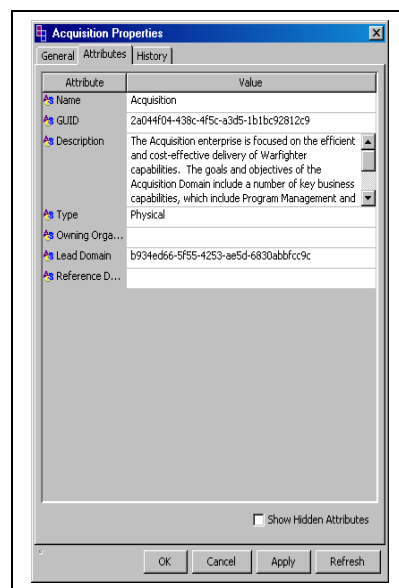 Acquisition Properties
General Attributes History
Attribute Value
Name Acquisition
GUID 2a044f04-438c-4f5c-a3d5-1b1bc92812c9
Description The Acquisition enterprise is focused on the efficient
and cost-effective delivery of Warfighter
capabilities. The goals and objectives of the
Acquisition Domain include a number of key business
capabilities, which include Program Management and
Type Physical
Owning Orga...
Lead Domain b934ed66-5f55-4253-ae5d-6830abbfcc9c
Reference D...
Show Hidden Attributes
OK Cancel Apply Refresh